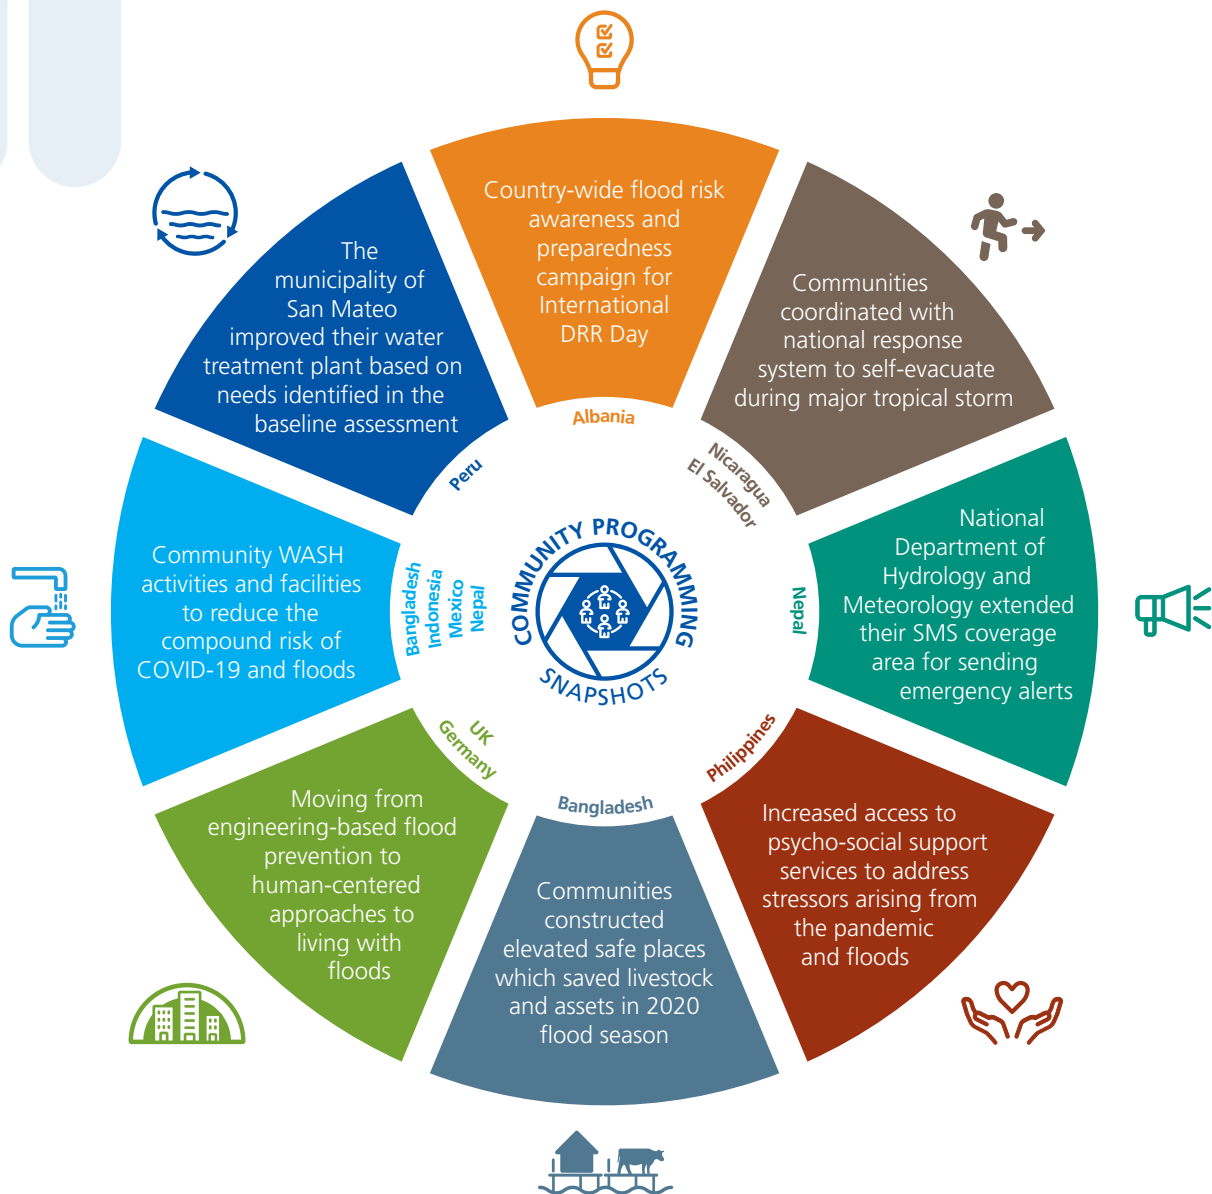 Country-wide flood risk
awareness and
preparedness
campaign for
International
DRR Day
Albania
Communities
coordinated with
national response
system to self-evacuate
during major tropical storm
Nicaragua
El Salvador
National
Department of
Hydrology and
Meteorology extended
their SMS coverage
area for sending
emergency alerts
Nepal
Increased access to
psycho-social support
services to address
stressors arising from
the pandemic
and floods
Philippines
Communities
constructed
elevated safe places
which saved livestock
and assets in 2020
flood season
Bangladesh
Moving from
engineering-based flood
prevention to
human-centered
approaches to
living with
floods
UK
Germany
Community WASH
activities and facilities
to reduce the
compound risk of
COVID-19 and floods
Bangladesh
Indonesia
Mexico
Nepal
The
municipality of
San Mateo
improved their water
treatment plant based on
needs identified in the
baseline assessment
Peru
COMMUNITY PROGRAMMING
SNAPSHOTS